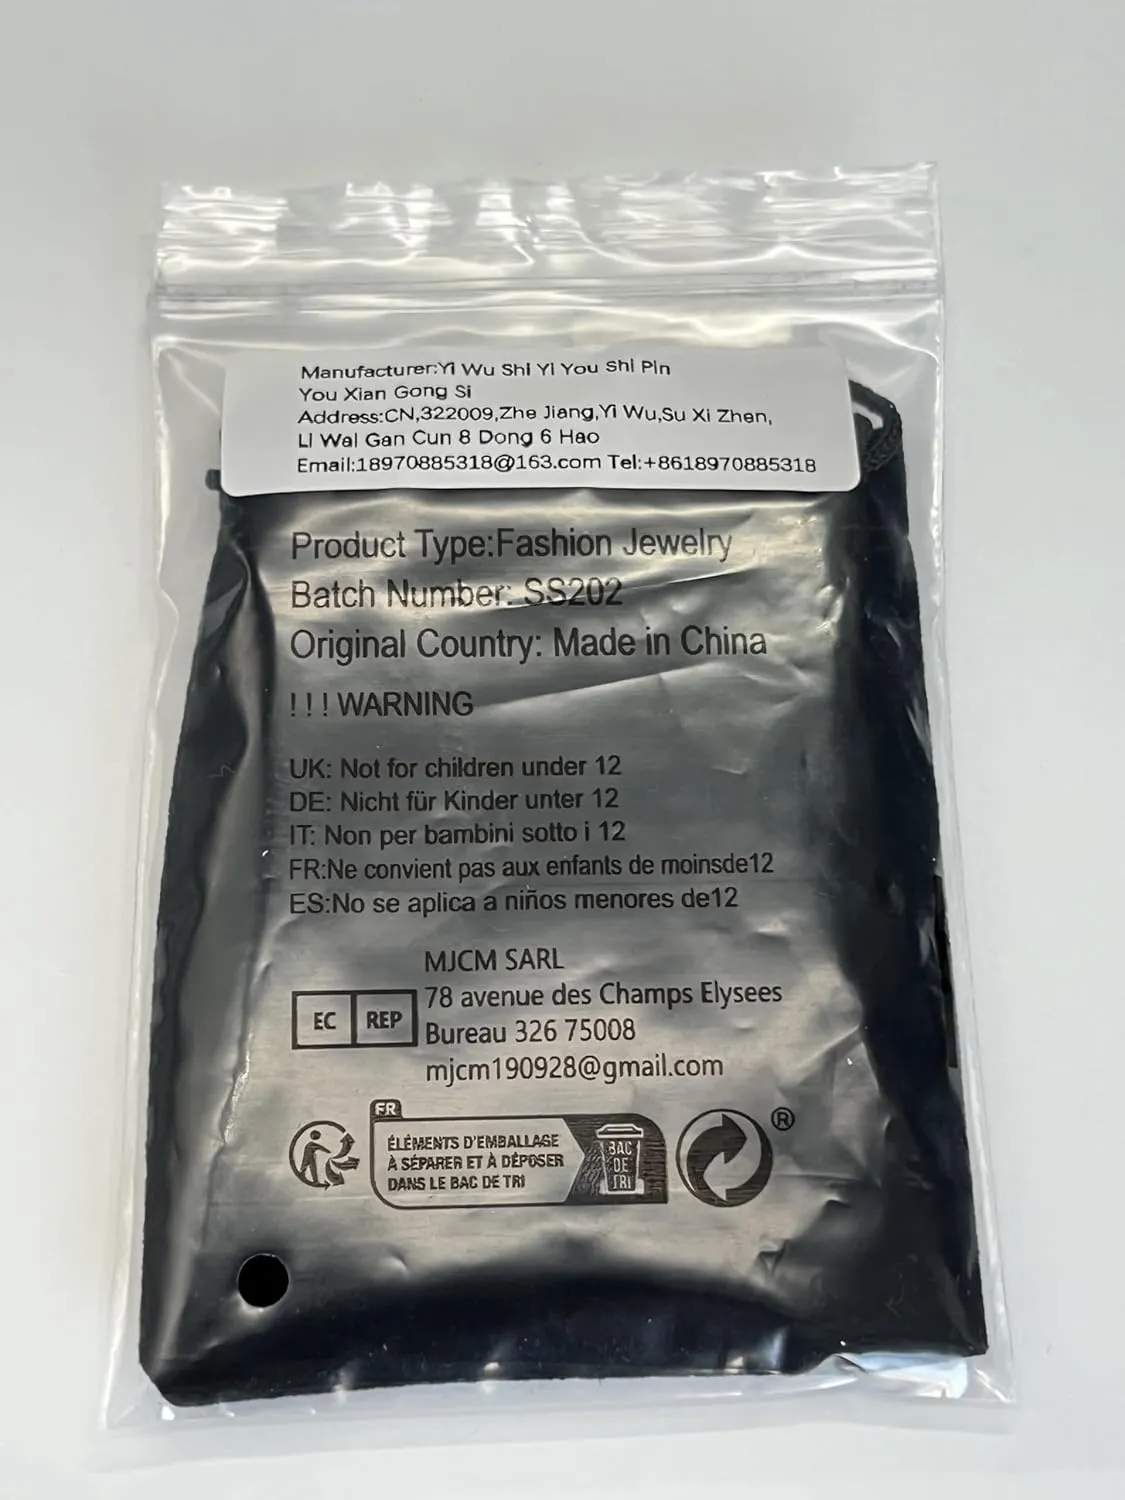 Manufacturer:Yi Wu Shi Yi You Shi Pin
You Xian Gong Si
Address:CN,322009,Zhe Jiang,Yi Wu,Su Xi Zhen,
Li Wai Gan Cun 8 Dong 6 Hao
Email:18970885318@163.com Tel:+8618970885318
Product Type:Fashion Jewelry
Batch Number: SS202
Original Country: Made in China
!!! WARNING
UK: Not for children under 12
DE: Nicht für Kinder unter 12
IT: Non per bambini sotto i 12
FR:Ne convient pas aux enfants de moinsde12
ES:No se aplica a niños menores de12
MJCM SARL
78 avenue des Champs Elysees
EC REP
Bureau 326 75008
mjcm190928@gmail.com
FR
ÉLÉMENTS D'EMBALLAGE
À SÉPARER ET À DÉPOSER
DANS LE BAC DE TRI
BAC
DE
TRI
®